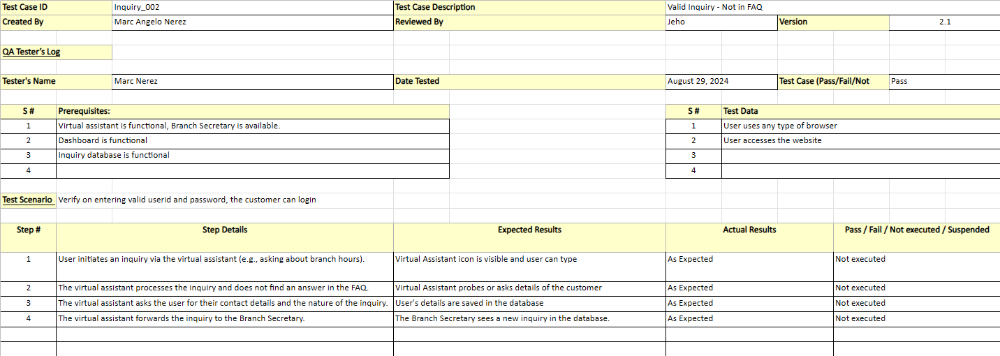 Test Case ID Inquiry_002 Test Case Description Valid Inquiry - Not in FAQ
Created By Marc Angelo Nerez Reviewed By Jeho Version 2.1
QA Tester's Log
Tester's Name Marc Nerez Date Tested August 29, 2024 Test Case (Pass/Fail/Not Pass
S # Prerequisites: S # Test Data
1 Virtual assistant is functional, Branch Secretary is available. 1 User uses any type of browser
2 Dashboard is functional 2 User accesses the website
3 Inquiry database is functional 3
4 4
Test Scenario Verify on entering valid userid and password, the customer can login
Step # Step Details Expected Results Actual Results Pass / Fail / Not executed / Suspended
1 User initiates an inquiry via the virtual assistant (e.g., asking about branch hours). Virtual Assistant icon is visible and user can type As Expected Not executed
2 The virtual assistant processes the inquiry and does not find an answer in the FAQ. Virtual Assistant probes or asks details of the customer As Expected Not executed
3 The virtual assistant asks the user for their contact details and the nature of the inquiry. User's details are saved in the database As Expected Not executed
4 The virtual assistant forwards the inquiry to the Branch Secretary. The Branch Secretary sees a new inquiry in the database. As Expected Not executed